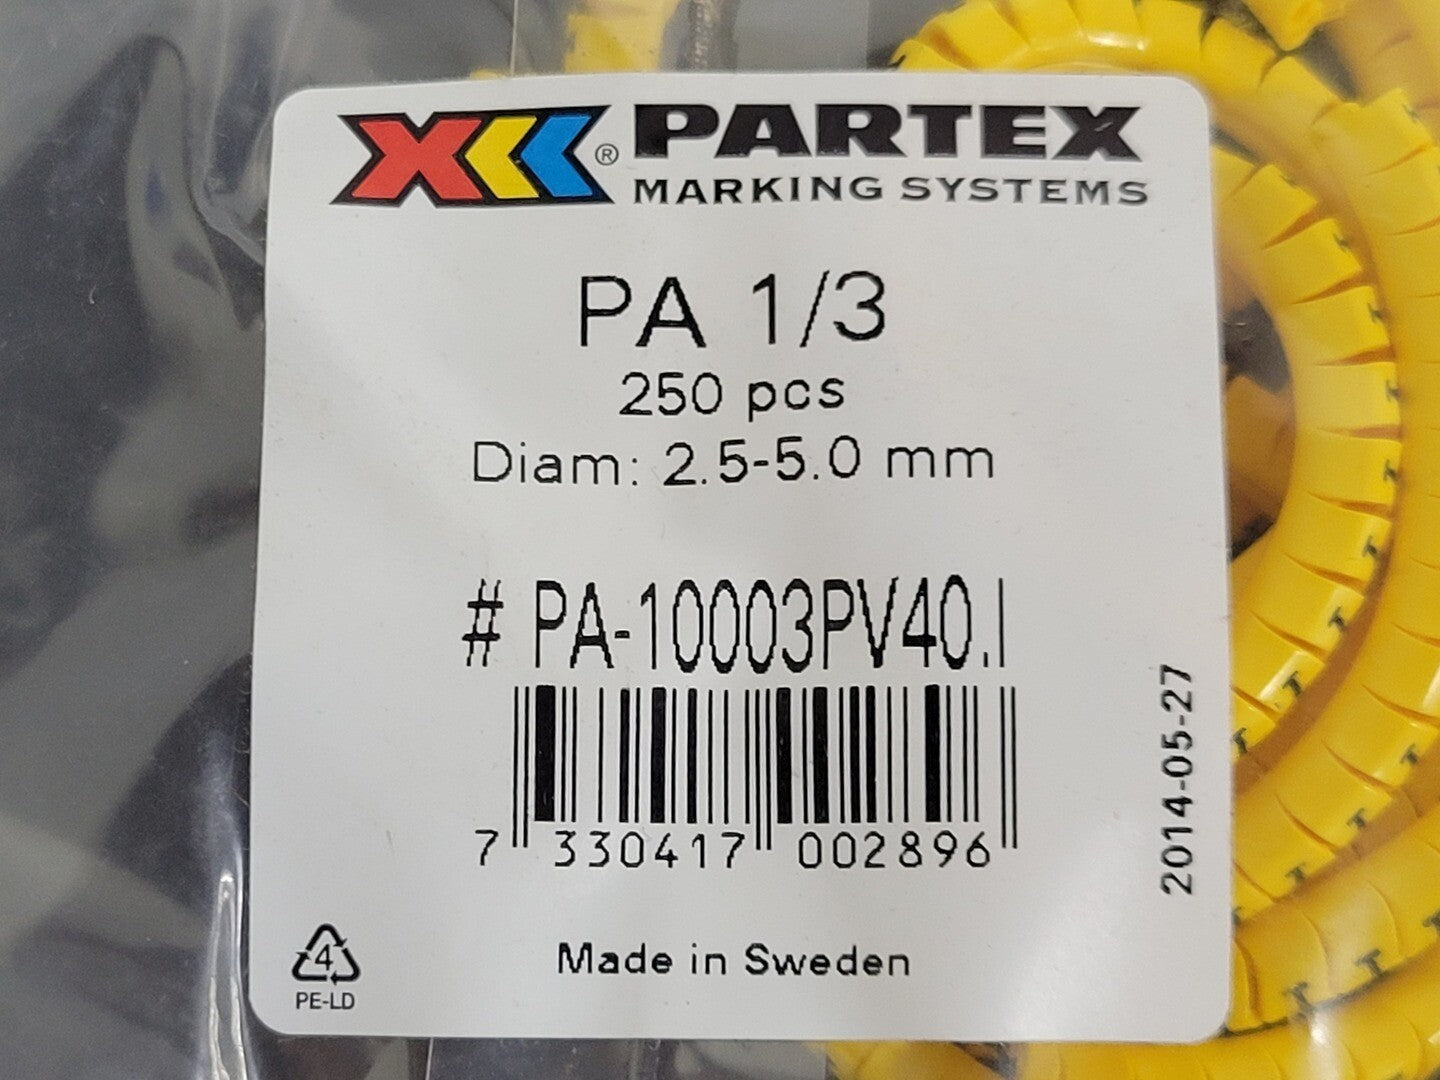 ® PARTEX
MARKING SYSTEMS
PA 1/3
250 pcs
Diam: 2.5-5.0 mm
# PA-10003PV40.I
7 330417 002896
2014-05-27
Made in Sweden
4
PE-LD